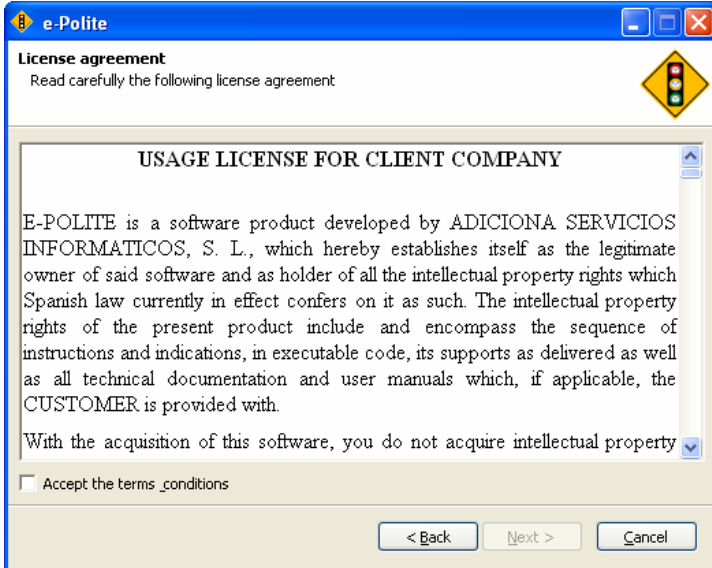 e-Polite
License agreement
Read carefully the following license agreement
USAGE LICENSE FOR CLIENT COMPANY
E-POLITE is a software product developed by ADICIONA SERVICIOS
INFORMATICOS, S. L., which hereby establishes itself as the legitimate
owner of said software and as holder of all the intellectual property rights which
Spanish law currently in effect confers on it as such. The intellectual property
rights of the present product include and encompass the sequence of
instructions and indications, in executable code, its supports as delivered as well
as all technical documentation and user manuals which, if applicable, the
CUSTOMER is provided with.
With the acquisition of this software, you do not acquire intellectual property
Accept the terms _conditions
< Back Next > Cancel